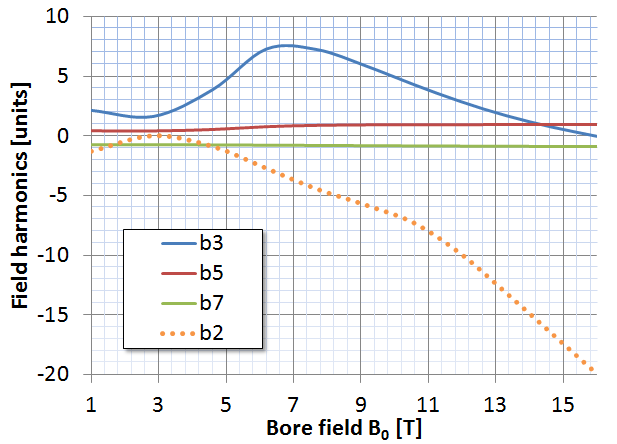 10
5
0
-5
-10
-15
-20
Field harmonics [units]
b3
b5
b7
b2
1 3 5 7 9 11 13 15
Bore field B₀ [T]